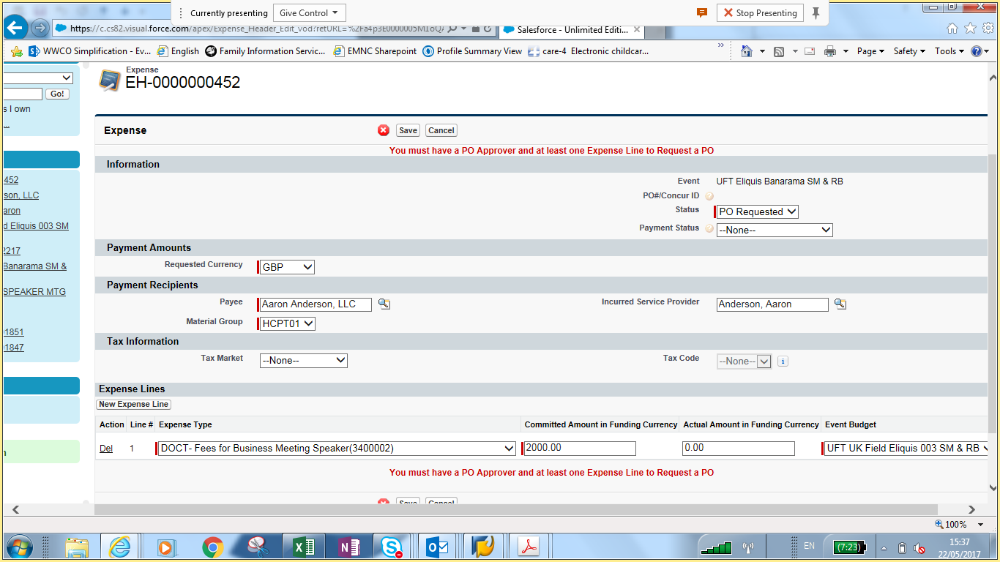 Currently presenting Give Control Stop Presenting
https://c.cs82.visual.force.com/apex/Expense_Header_Edit_vod?retURL=%2Fa4p3E0000005M Salesforce - Unlimited Editi...
WWCO Simplification - Ev... English Family Information Servic... EMNC Sharepoint Profile Summary View care-4 Electronic childcar... » Page Safety Tools
Expense
EH-0000000452
Go!
s I own
...
Expense Save Cancel
You must have a PO Approver and at least one Expense Line to Request a PO
Information
452 Event UFT Eliquis Banarama SM & RB
son, LLC PO#/Concur ID
aron Status PO Requested
d Eliquis 003 SM Payment Status --None--
2217 Payment Amounts
Banarama SM & Requested Currency GBP
Payment Recipients
SPEAKER MTG
Payee Aaron Anderson, LLC Incurred Service Provider Anderson, Aaron
Material Group HCPT01
1851
Tax Information
1847
Tax Market --None-- Tax Code --None-- i
Expense Lines
New Expense Line
Action Line # Expense Type Committed Amount in Funding Currency Actual Amount in Funding Currency Event Budget
Del 1 DOCT- Fees for Business Meeting Speaker(3400002) 2000.00 0.00 UFT UK Field Eliquis 003 SM & RB
You must have a PO Approver and at least one Expense Line to Request a PO
Save Cancel
100%
EN (7:23) 15:37
22/05/2017